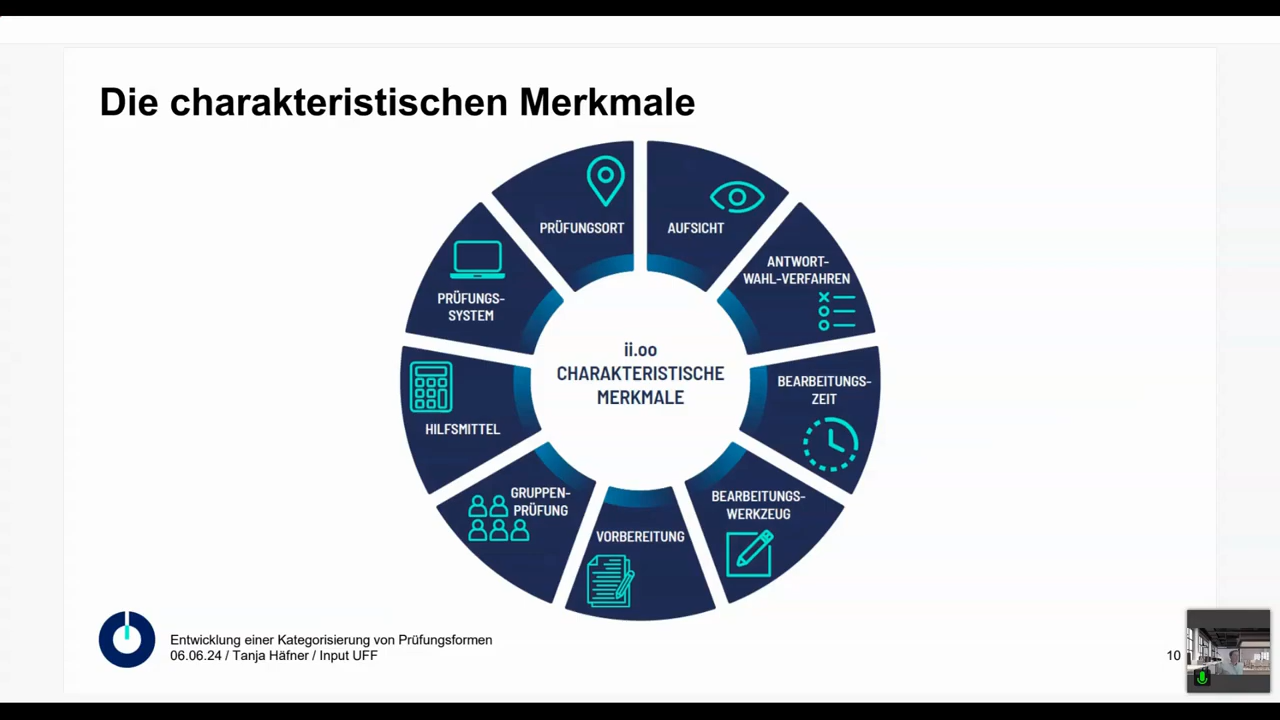 Die charakteristischen Merkmale
PRÜFUNGSORT
AUFSICHT
ANTWORT-
WAHL-VERFAHREN
PRÜFUNGS-
SYSTEM
ii.oo
CHARAKTERISTISCHE
MERKMALE
BEARBEITUNGS-
ZEIT
HILFSMITTEL
GRUPPEN-
PRÜFUNG
VORBEREITUNG
BEARBEITUNGS-
WERKZEUG
Entwicklung einer Kategorisierung von Prüfungsformen
06.06.24 / Tanja Häfner / Input UFF
10